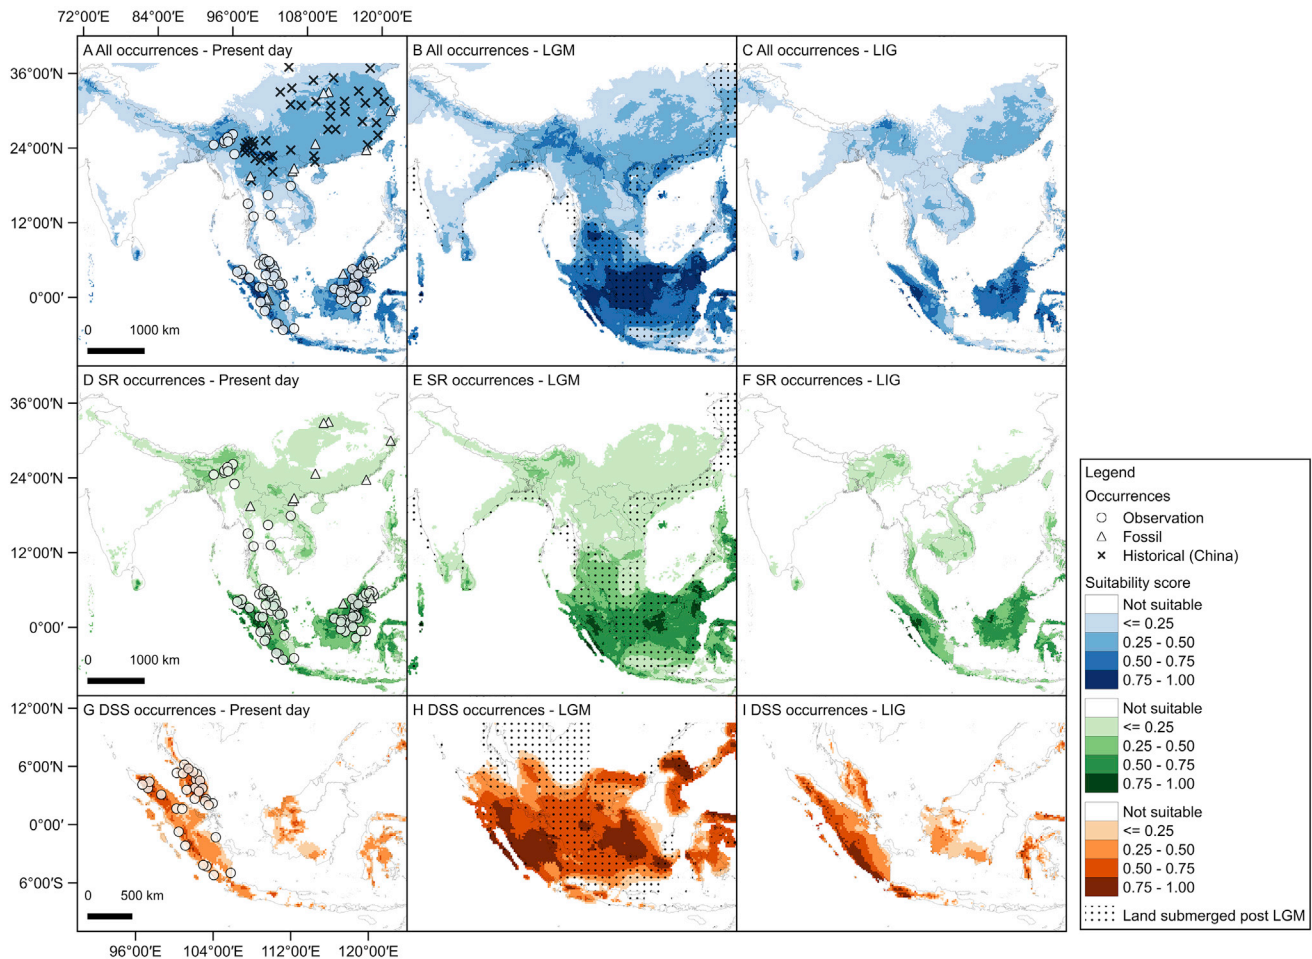 72°00′E 84°00′E 96°00′E 108°00′E 120°00′E
A All occurrences - Present day
B All occurrences - LGM
C All occurrences - LIG
36°00′N
24°00′N
12°00′N
0°00′
0 1000 km
D SR occurrences - Present day
E SR occurrences - LGM
F SR occurrences - LIG
36°00′N
24°00′N
12°00′N
0°00′
0 1000 km
G DSS occurrences - Present day
H DSS occurrences - LGM
I DSS occurrences - LIG
12°00′N
6°00′N
0°00′
6°00′S
0 500 km
96°00′E 104°00′E 112°00′E 120°00′E
Legend
Occurrences
Observation
Fossil
Historical (China)
Suitability score
Not suitable
<= 0.25
0.25 - 0.50
0.50 - 0.75
0.75 - 1.00
Not suitable
<= 0.25
0.25 - 0.50
0.50 - 0.75
0.75 - 1.00
Not suitable
<= 0.25
0.25 - 0.50
0.50 - 0.75
0.75 - 1.00
Land submerged post LGM